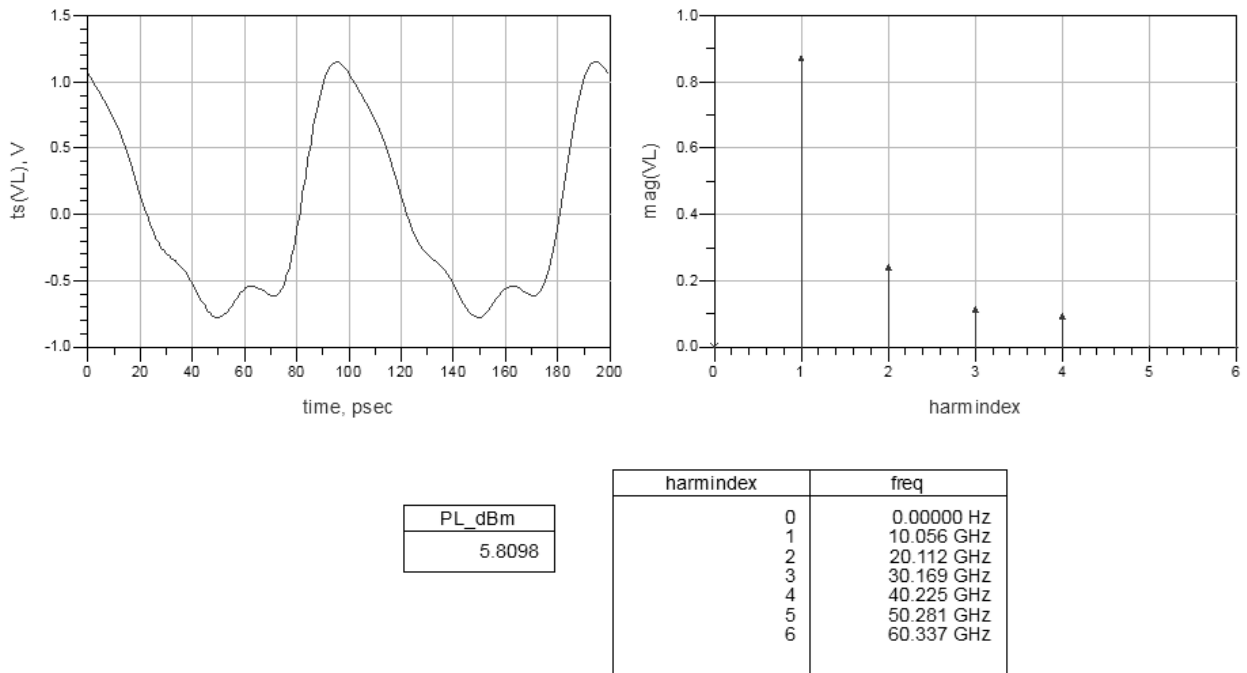 1.5
1.0
0.5
0.0
-0.5
-1.0
ts(VL), V
0 20 40 60 80 100 120 140 160 180 200
time, psec
1.0
0.8
0.6
0.4
0.2
0.0
mag(VL)
0 1 2 3 4 5 6
harmindex
PL_dBm
5.8098
harmindex freq
0 0.00000 Hz
1 10.056 GHz
2 20.112 GHz
3 30.169 GHz
4 40.225 GHz
5 50.281 GHz
6 60.337 GHz